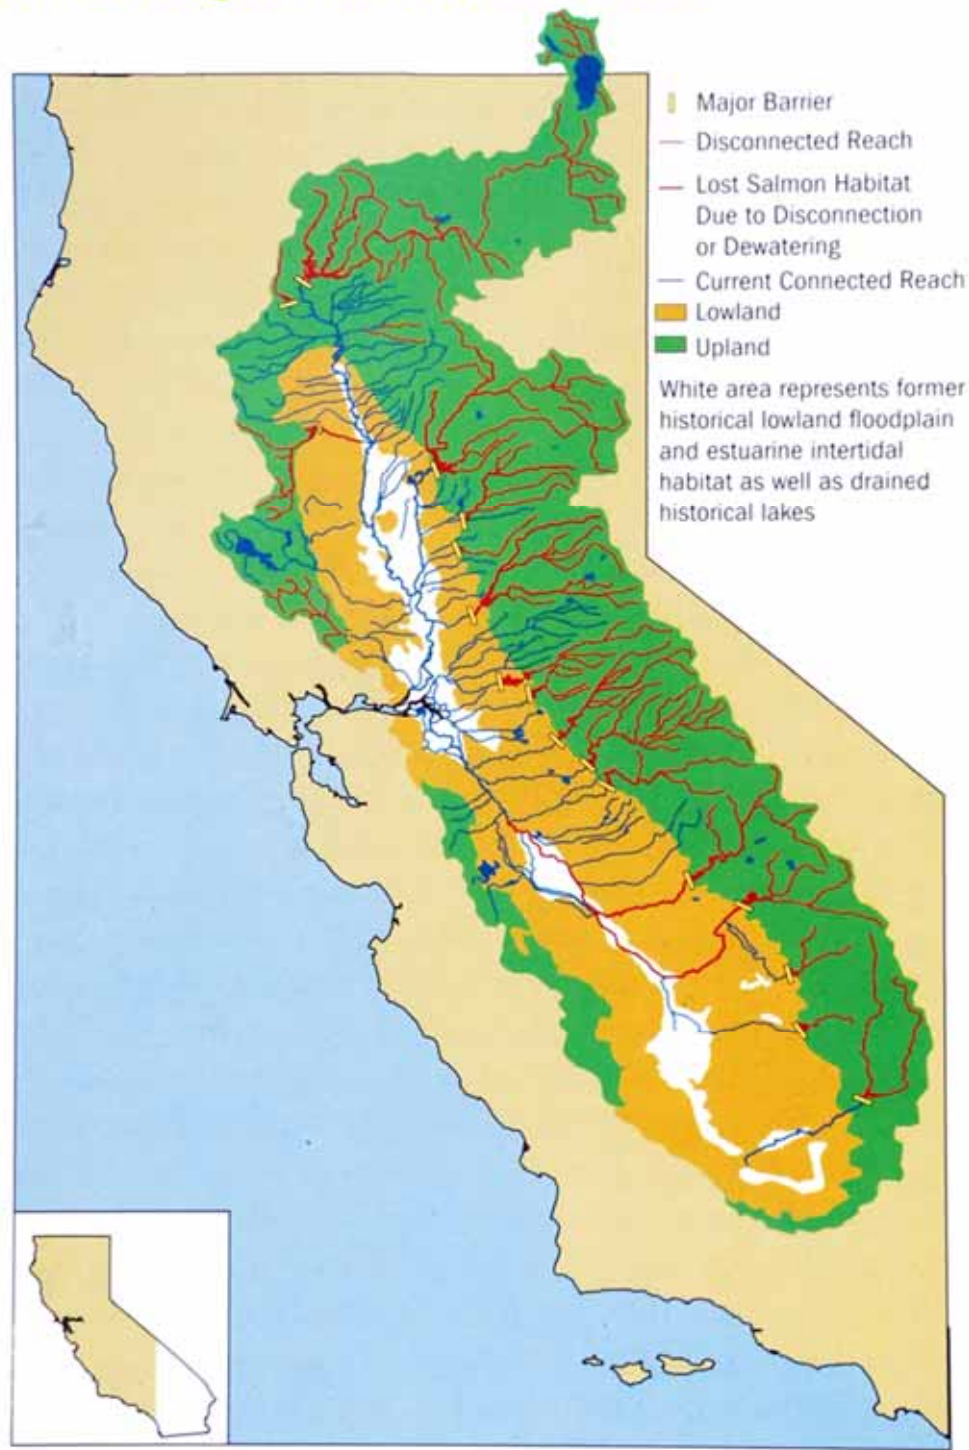 Major Barrier
Disconnected Reach
Lost Salmon Habitat
Due to Disconnection
or Dewatering
Current Connected Reach
Lowland
Upland
White area represents former
historical lowland floodplain
and estuarine intertidal
habitat as well as drained
historical lakes